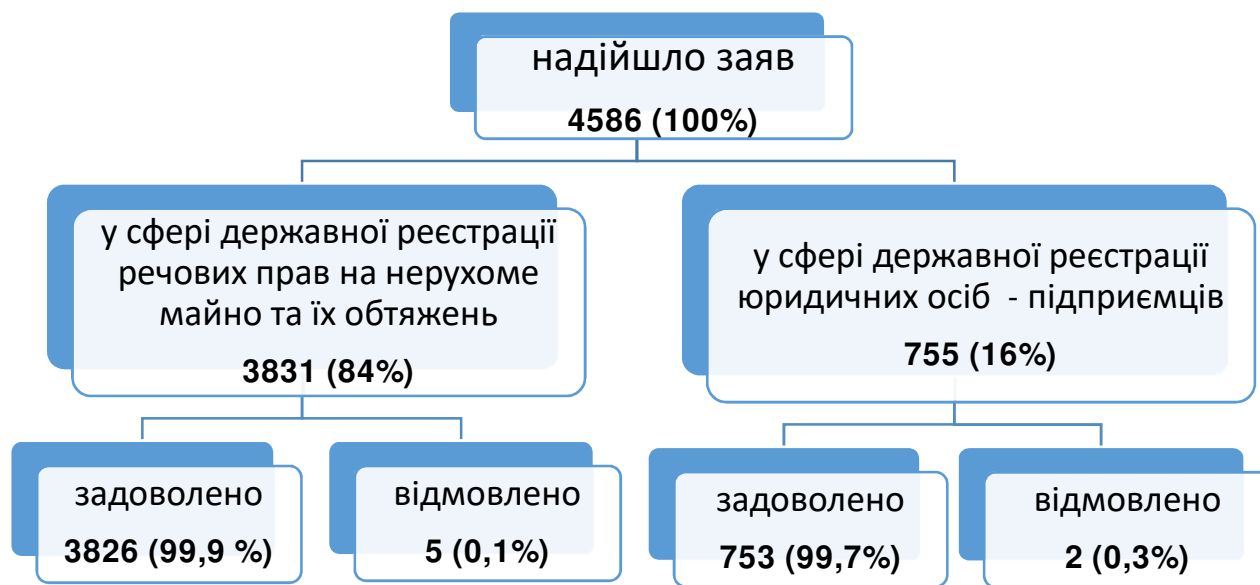 надійшло заяв
4586 (100%)
у сфері державної реєстрації
речових прав на нерухоме
майно та їх обтяжень
3831 (84%)
у сфері державної реєстрації
юридичних осіб - підприємців
755 (16%)
задоволено
3826 (99,9 %)
відмовлено
5 (0,1%)
задоволено
753 (99,7%)
відмовлено
2 (0,3%)